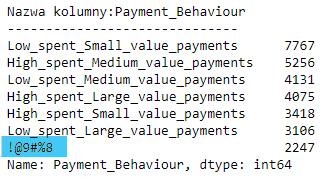 Nazwa kolumny:Payment_Behaviour
------------------------------
Low_spent_Small_value_payments 7767
High_spent_Medium_value_payments 5256
Low_spent_Medium_value_payments 4131
High_spent_Large_value_payments 4075
High_spent_Small_value_payments 3418
Low_spent_Large_value_payments 3106
!@9#%8 2247
Name: Payment_Behaviour, dtype: int64